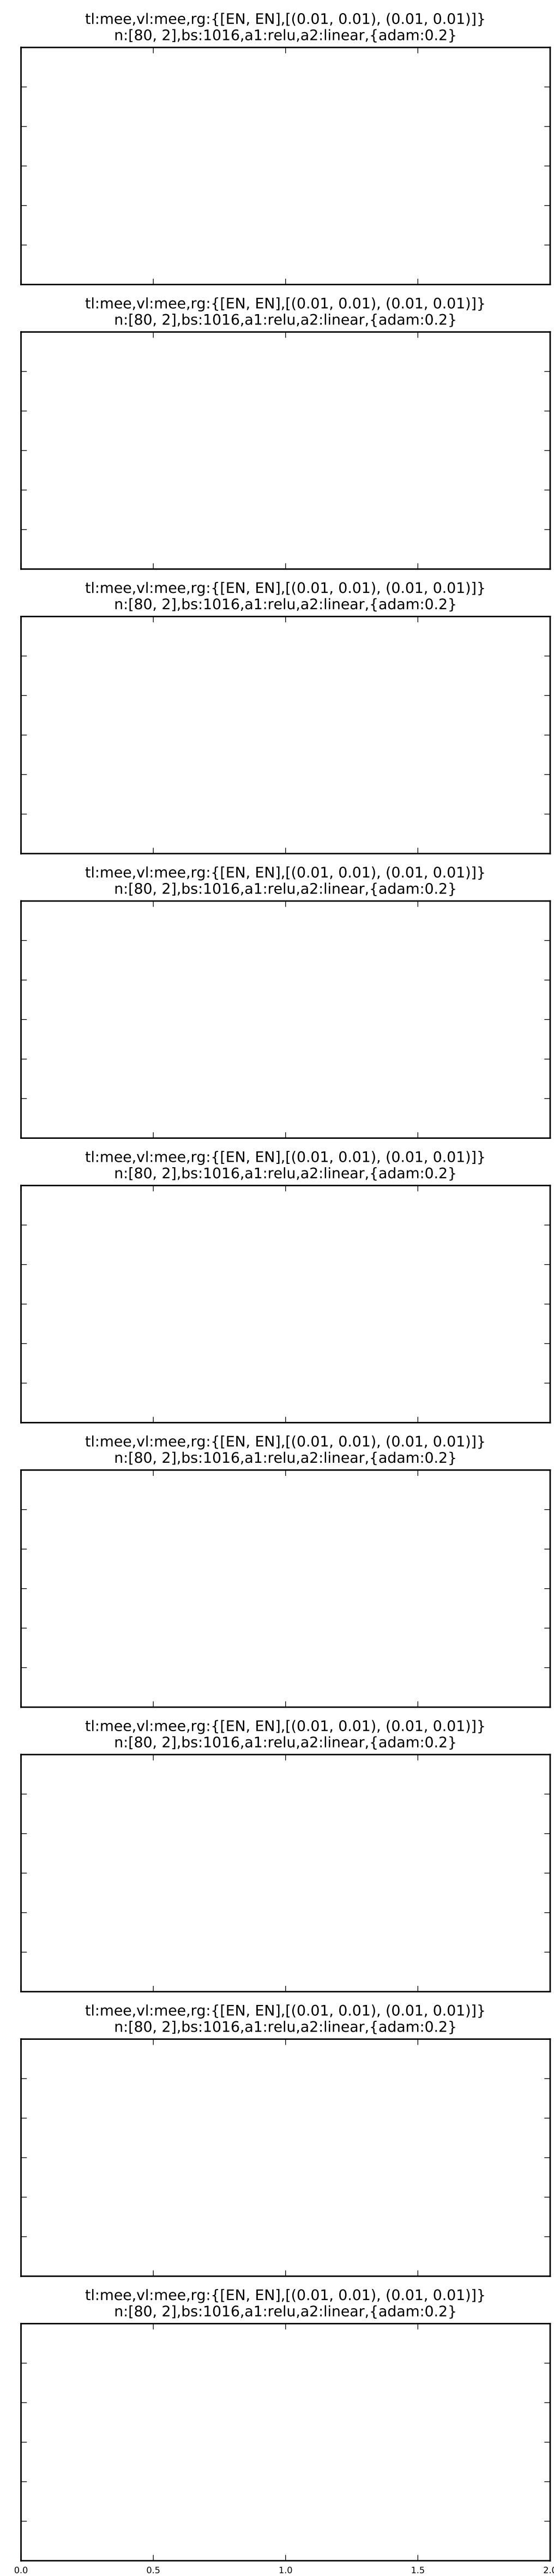 tl:mee,vl:mee,rg:{[EN, EN],[(0.01, 0.01), (0.01, 0.01)]}
n:[80, 2],bs:1016,a1:relu,a2:linear,{adam:0.2}
tl:mee,vl:mee,rg:{[EN, EN],[(0.01, 0.01), (0.01, 0.01)]}
n:[80, 2],bs:1016,a1:relu,a2:linear,{adam:0.2}
tl:mee,vl:mee,rg:{[EN, EN],[(0.01, 0.01), (0.01, 0.01)]}
n:[80, 2],bs:1016,a1:relu,a2:linear,{adam:0.2}
tl:mee,vl:mee,rg:{[EN, EN],[(0.01, 0.01), (0.01, 0.01)]}
n:[80, 2],bs:1016,a1:relu,a2:linear,{adam:0.2}
tl:mee,vl:mee,rg:{[EN, EN],[(0.01, 0.01), (0.01, 0.01)]}
n:[80, 2],bs:1016,a1:relu,a2:linear,{adam:0.2}
tl:mee,vl:mee,rg:{[EN, EN],[(0.01, 0.01), (0.01, 0.01)]}
n:[80, 2],bs:1016,a1:relu,a2:linear,{adam:0.2}
tl:mee,vl:mee,rg:{[EN, EN],[(0.01, 0.01), (0.01, 0.01)]}
n:[80, 2],bs:1016,a1:relu,a2:linear,{adam:0.2}
tl:mee,vl:mee,rg:{[EN, EN],[(0.01, 0.01), (0.01, 0.01)]}
n:[80, 2],bs:1016,a1:relu,a2:linear,{adam:0.2}
tl:mee,vl:mee,rg:{[EN, EN],[(0.01, 0.01), (0.01, 0.01)]}
n:[80, 2],bs:1016,a1:relu,a2:linear,{adam:0.2}
0.0 0.5 1.0 1.5 2.0